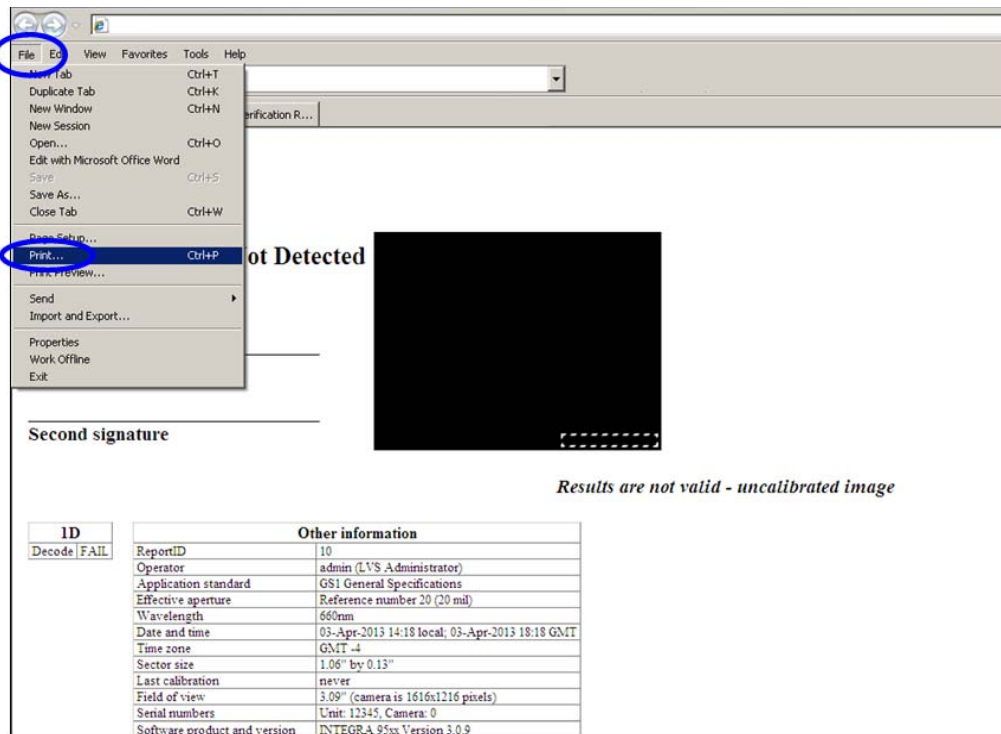 File Ed View Favorites Tools Help
New Tab Ctrl+T
Duplicate Tab Ctrl+K
New Window Ctrl+N
erification R...
New Session
Open... Ctrl+O
Edit with Microsoft Office Word
Save Ctrl+S
Save As...
Close Tab Ctrl+W
Page Setup...
Print... Ctrl+P
ot Detected
Print Preview...
Send
Import and Export...
Properties
Work Offline
Exit
Second signature
Results are not valid - uncalibrated image
1D
Decode FAIL
Other information
ReportID 10
Operator admin (LVS Administrator)
Application standard GS1 General Specifications
Effective aperture Reference number 20 (20 mil)
Wavelength 660nm
Date and time 03-Apr-2013 14:18 local; 03-Apr-2013 18:18 GMT
Time zone GMT -4
Sector size 1.06" by 0.13"
Last calibration never
Field of view 3.09" (camera is 1616x1216 pixels)
Serial numbers Unit: 12345, Camera: 0
Software product and version INTEGRA 95xx Version 3.0.9